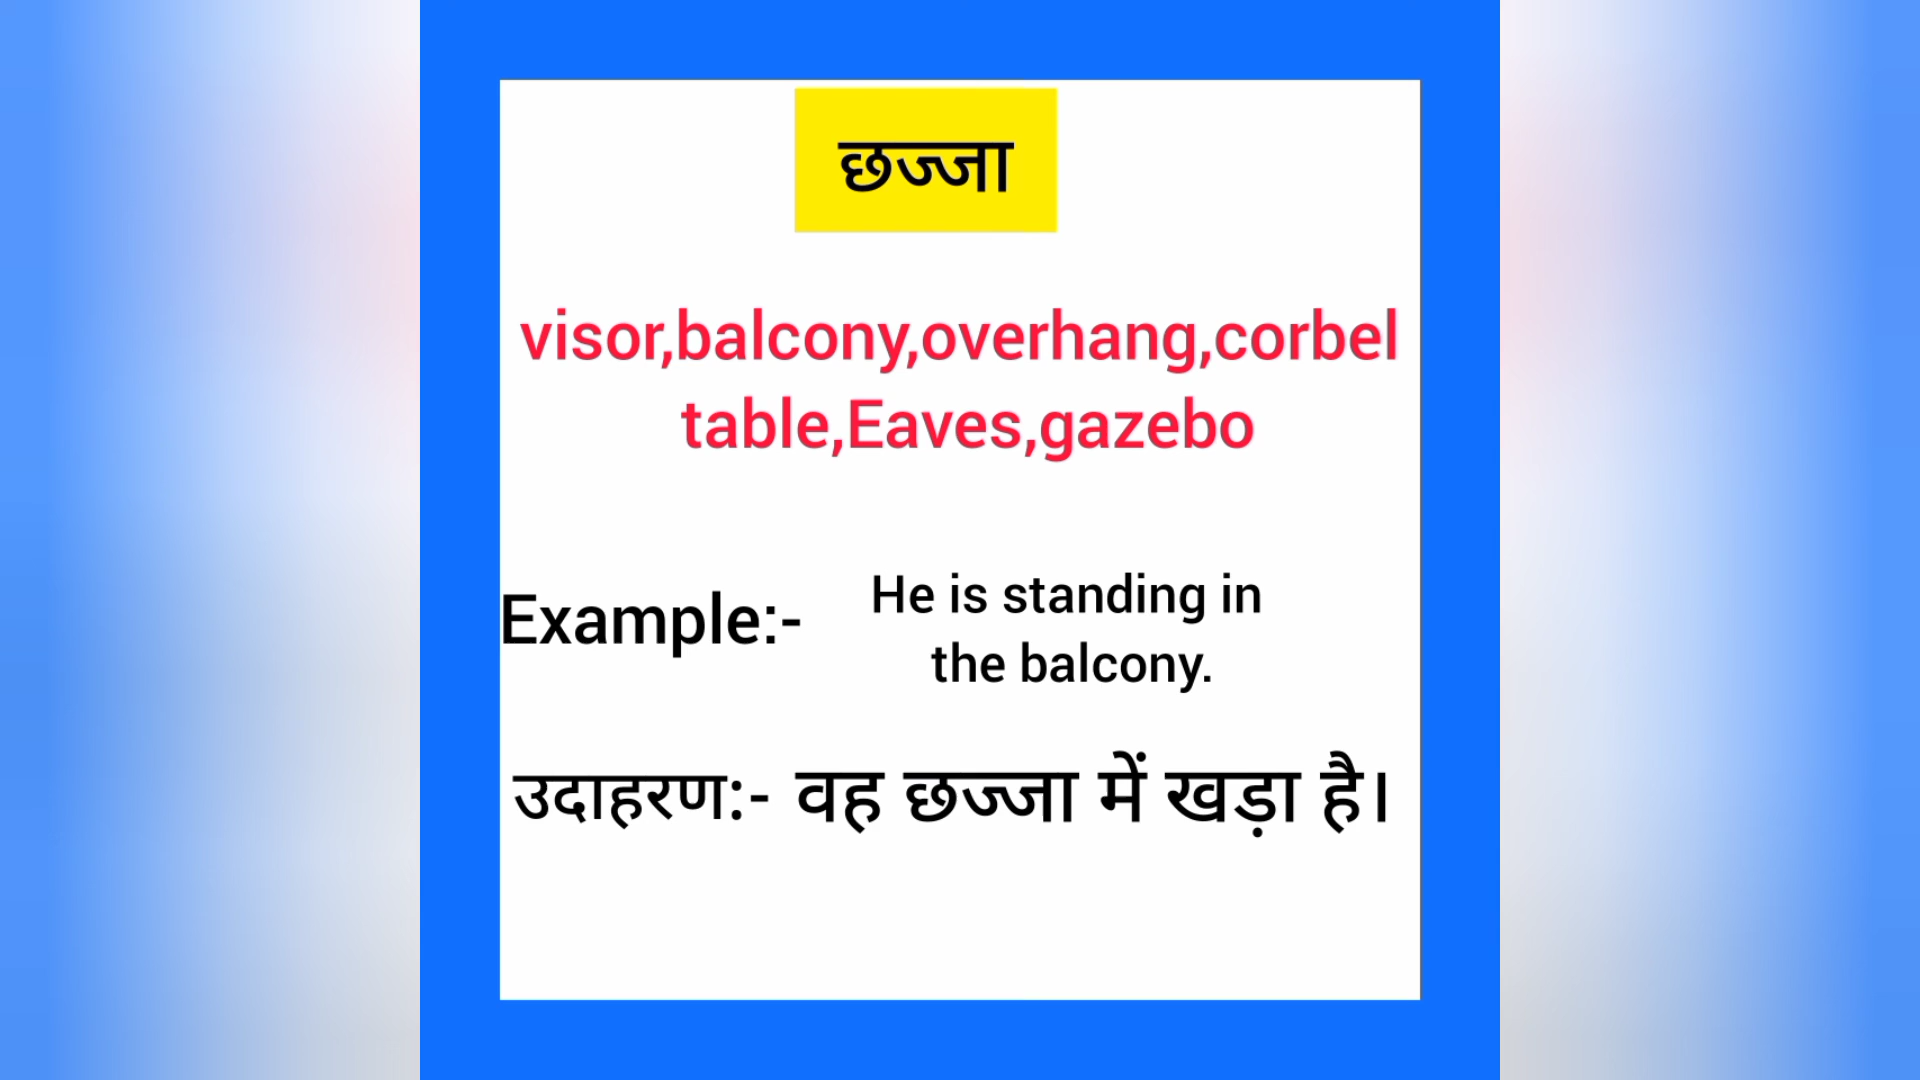 छज्जा
visor,balcony,overhang,corbel
table,Eaves,gazebo
Example:- He is standing in
the balcony.
उदाहरण:- वह छज्जा में खड़ा है।